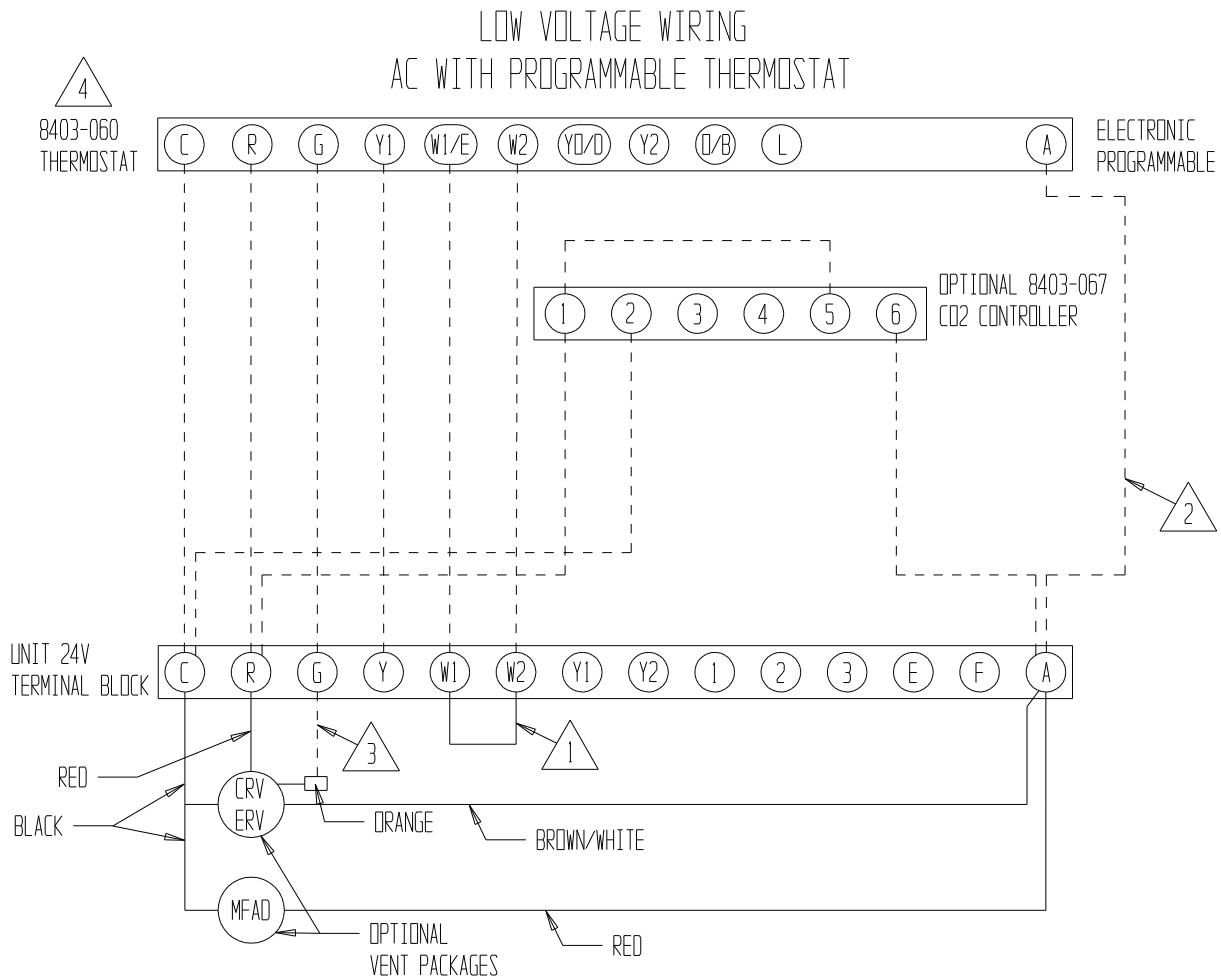 LOW VOLTAGE WIRING
AC WITH PROGRAMMABLE THERMOSTAT
4
8403-060
THERMOSTAT
C R G Y1 W1/E W2 YO/D Y2 O/B L A
ELECTRONIC
PROGRAMMABLE
1 2 3 4 5 6
OPTIONAL 8403-067
CO2 CONTROLLER
2
UNIT 24V
TERMINAL BLOCK
C R G Y W1 W2 Y1 Y2 1 2 3 E F A
3
1
RED
CRV
ERV
BLACK
ORANGE
BROWN/WHITE
MFAD
OPTIONAL
VENT PACKAGES
RED